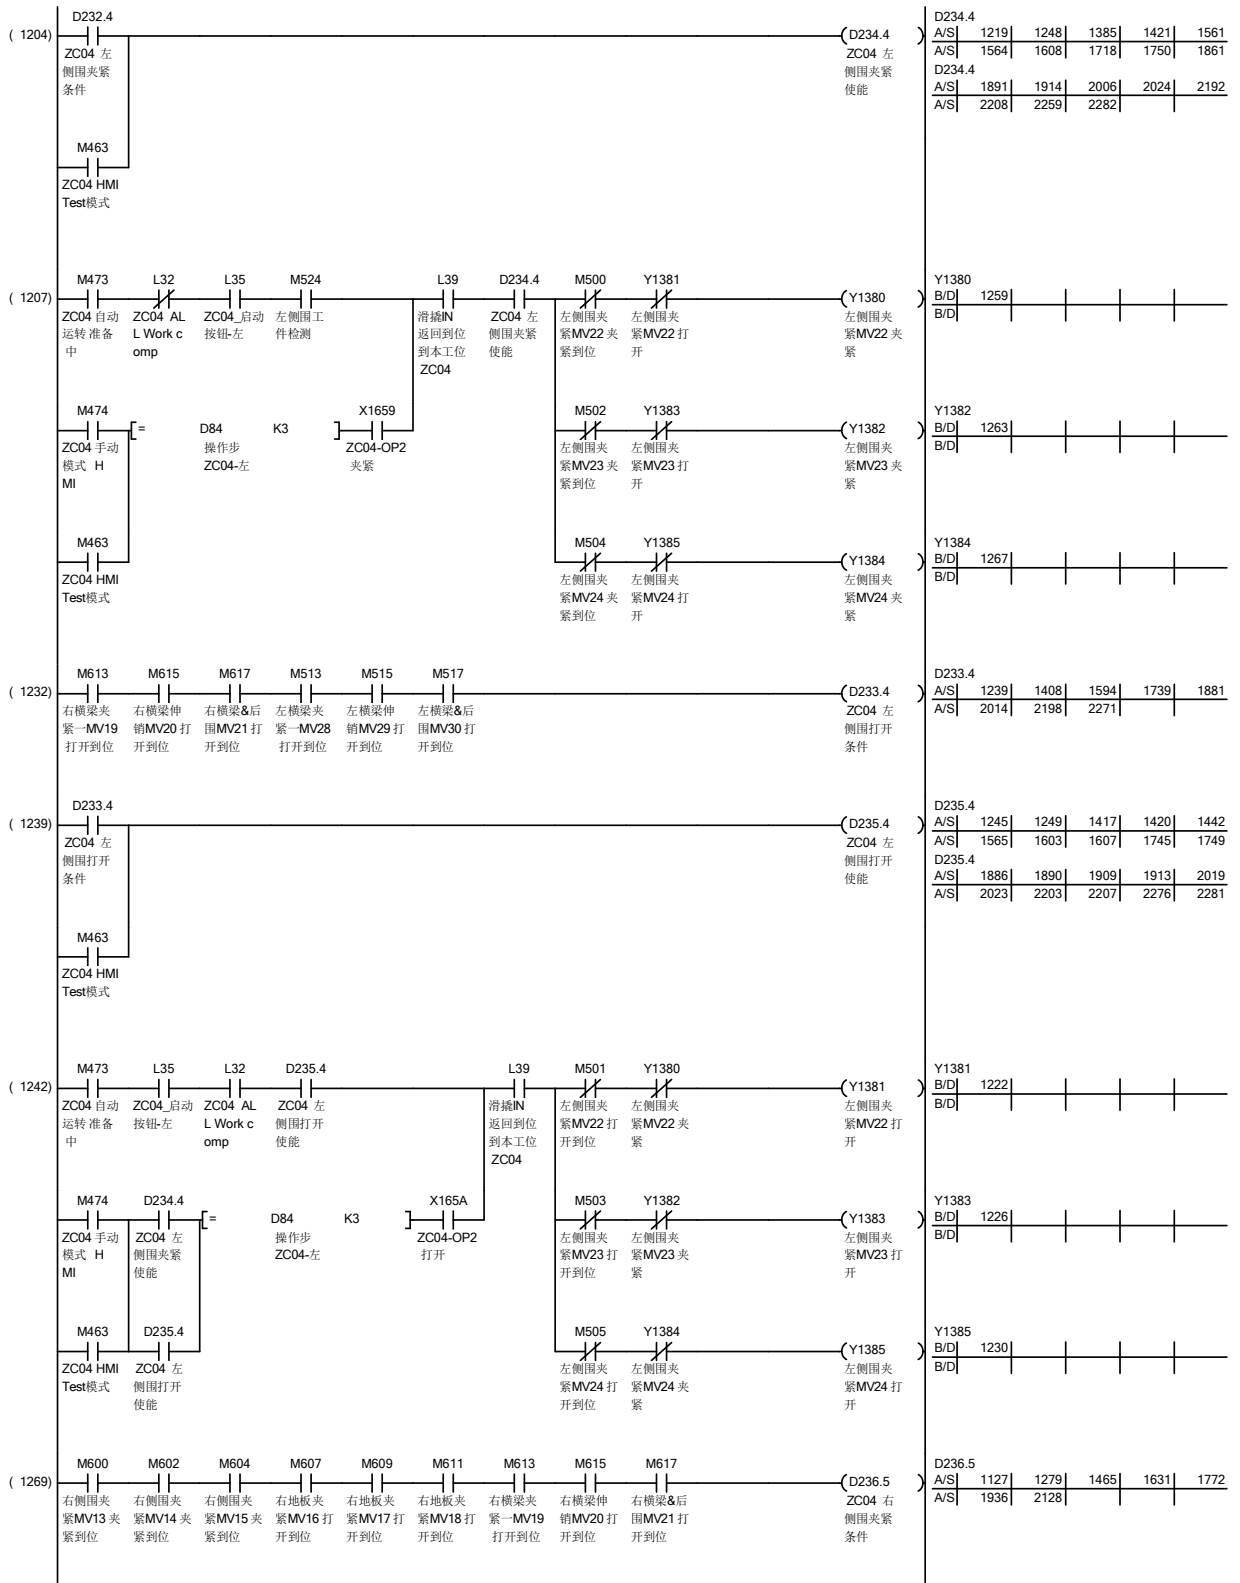 D232.4 D234.4
( 1204) (D234.4 ) A/S 1219 1248 1385 1421 1561
ZC04 左 ZC04 左 A/S 1564 1608 1718 1750 1861
侧围夹紧 侧围夹紧 D234.4
条件 使能 A/S 1891 1914 2006 2024 2192
A/S 2208 2259 2282
M463
ZC04 HMI
Test模式
M473 L32 L35 M524 L39 D234.4 M500 Y1381 Y1380
( 1207) (Y1380 ) B/D 1259
ZC04 自动 ZC04 AL ZC04_启动 左侧围工 滑撬IN ZC04 左 左侧围夹 左侧围夹 左侧围夹 B/D
运转 准备 L Work c 按钮-左 件检测 返回到位 侧围夹紧 紧MV22 夹 紧MV22 打 紧MV22 夹
中 omp 到本工位 使能 紧到位 开 紧
ZC04
M474 X1659 M502 Y1383 Y1382
[= D84 K3 ] (Y1382 ) B/D 1263
ZC04 手动 操作步 ZC04-OP2 左侧围夹 左侧围夹 左侧围夹 B/D
模式 H ZC04-左 夹紧 紧MV23 夹 紧MV23 打 紧MV23 夹
MI 紧到位 开 紧
M463 M504 Y1385 Y1384
(Y1384 ) B/D 1267
ZC04 HMI 左侧围夹 左侧围夹 左侧围夹 B/D
Test模式 紧MV24 夹 紧MV24 打 紧MV24 夹
紧到位 开 紧
M613 M615 M617 M513 M515 M517 D233.4
( 1232) (D233.4 ) A/S 1239 1408 1594 1739 1881
右横梁夹 右横梁伸 右横梁&后 左横梁夹 左横梁伸 左横梁&后 ZC04 左 A/S 2014 2198 2271
紧一MV19 销MV20 打 围MV21 打 紧一MV28 销MV29 打 围MV30 打 侧围打开
打开到位 开到位 开到位 打开到位 开到位 开到位 条件
D233.4 D235.4
( 1239) (D235.4 ) A/S 1245 1249 1417 1420 1442
ZC04 左 ZC04 左 A/S 1565 1603 1607 1745 1749
侧围打开 侧围打开 D235.4
条件 使能 A/S 1886 1890 1909 1913 2019
A/S 2023 2203 2207 2276 2281
M463
ZC04 HMI
Test模式
M473 L35 L32 D235.4 L39 M501 Y1380 Y1381
( 1242) (Y1381 ) B/D 1222
ZC04 自动 ZC04_启动 ZC04 AL ZC04 左 滑撬IN 左侧围夹 左侧围夹 左侧围夹 B/D
运转 准备 按钮-左 L Work c 侧围打开 返回到位 紧MV22 打 紧MV22 夹 紧MV22 打
中 omp 使能 到本工位 开到位 紧 开
ZC04
M474 D234.4 X165A M503 Y1382 Y1383
[= D84 K3 ] (Y1383 ) B/D 1226
ZC04 手动 ZC04 左 操作步 ZC04-OP2 左侧围夹 左侧围夹 左侧围夹 B/D
模式 H 侧围夹紧 ZC04-左 打开 紧MV23 打 紧MV23 夹 紧MV23 打
MI 使能 开到位 紧 开
M463 D235.4 M505 Y1384 Y1385
(Y1385 ) B/D 1230
ZC04 HMI ZC04 左 左侧围夹 左侧围夹 左侧围夹 B/D
Test模式 侧围打开 紧MV24 打 紧MV24 夹 紧MV24 打
使能 开到位 紧 开
M600 M602 M604 M607 M609 M611 M613 M615 M617 D236.5
( 1269) (D236.5 ) A/S 1127 1279 1465 1631 1772
右侧围夹 右侧围夹 右侧围夹 右地板夹 右地板夹 右地板夹 右横梁夹 右横梁伸 右横梁&后 ZC04 右 A/S 1936 2128
紧MV13 夹 紧MV14 夹 紧MV15 夹 紧MV16 打 紧MV17 打 紧MV18 打 紧一MV19 销MV20 打 围MV21 打 侧围夹紧
紧到位 紧到位 紧到位 开到位 开到位 开到位 打开到位 开到位 开到位 条件